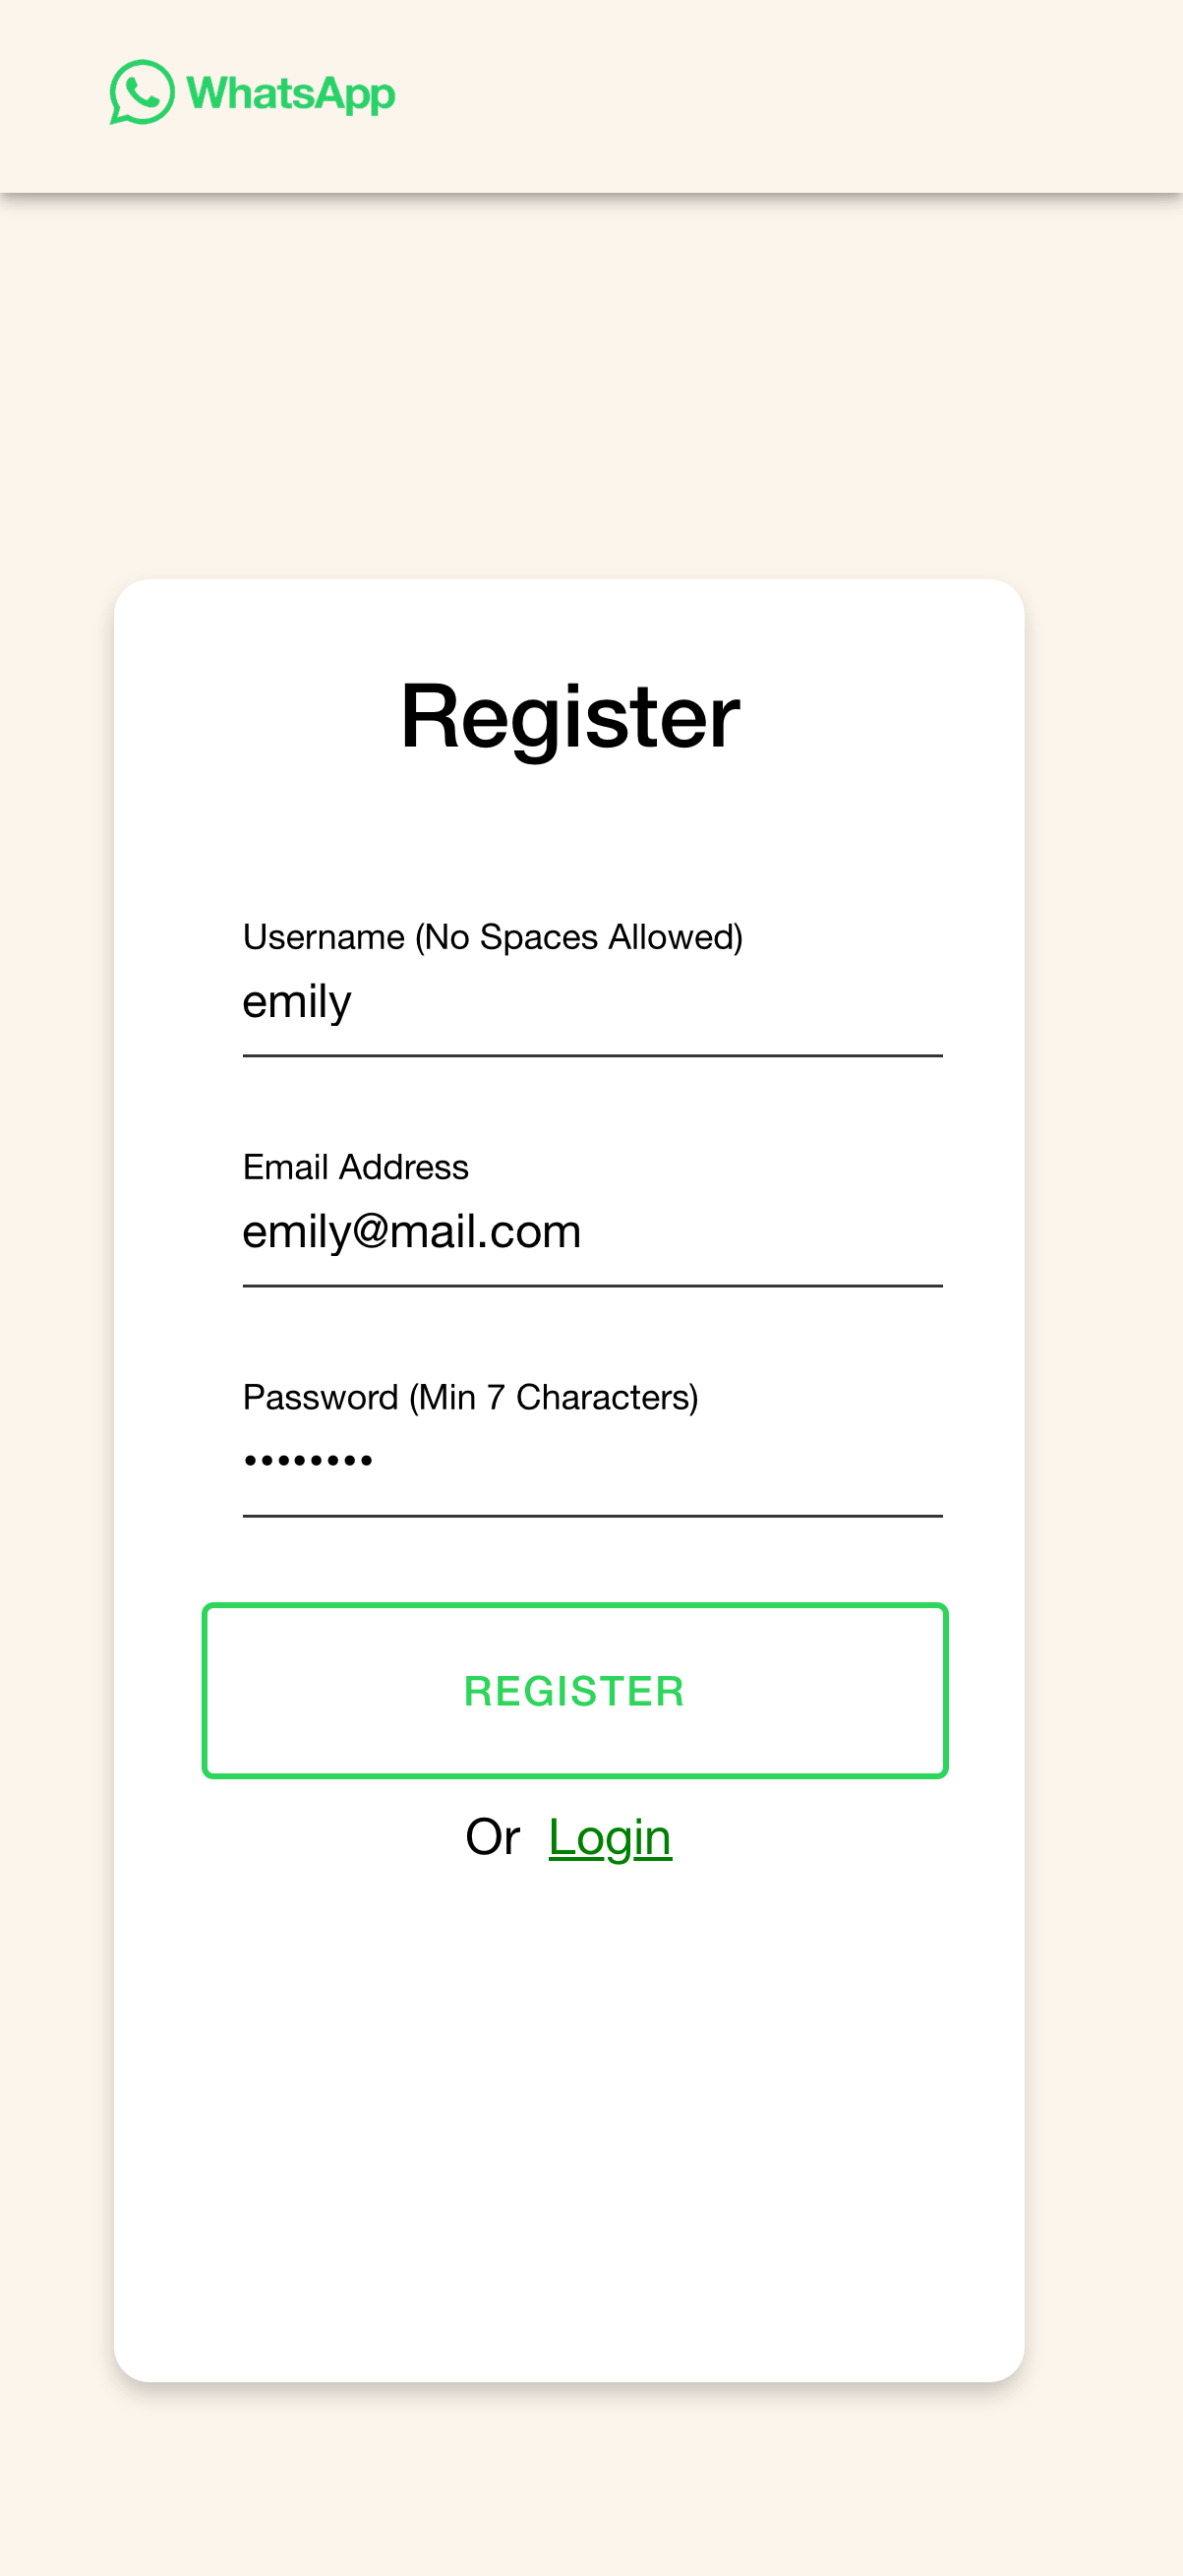 WhatsApp
Register
Username (No Spaces Allowed)
emily
Email Address
emily@mail.com
Password (Min 7 Characters)
••••••••
REGISTER
Or Login